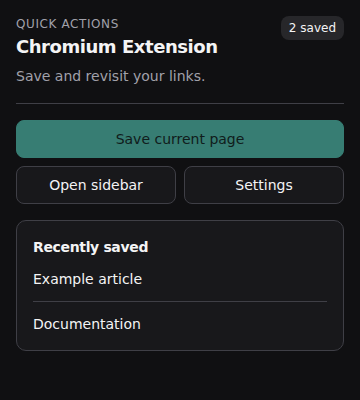 QUICK ACTIONS
2 saved
Chromium Extension
Save and revisit your links.
Save current page
Open sidebar
Settings
Recently saved
Example article
Documentation